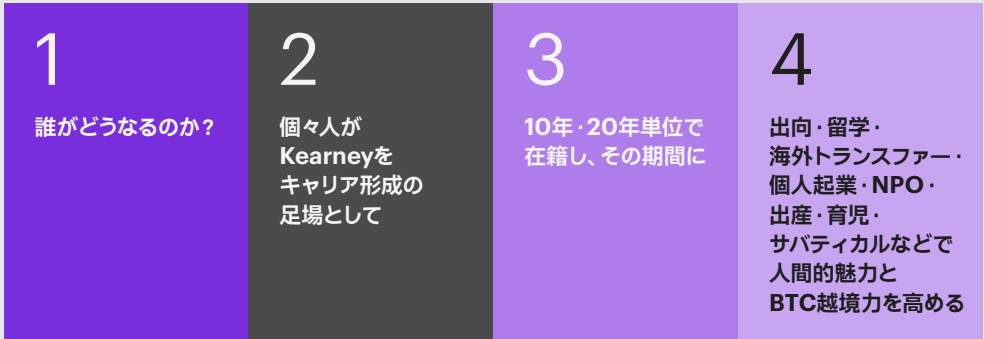 1
誰がどうなるのか？
2
個々人が
Kearneyを
キャリア形成の
足場として
3
10年・20年単位で
在籍し、その期間に
4
出向・留学・
海外トランスファー・
個人起業・NPO・
出産・育児・
サバティカルなどで
人間的魅力と
BTC越境力を高める